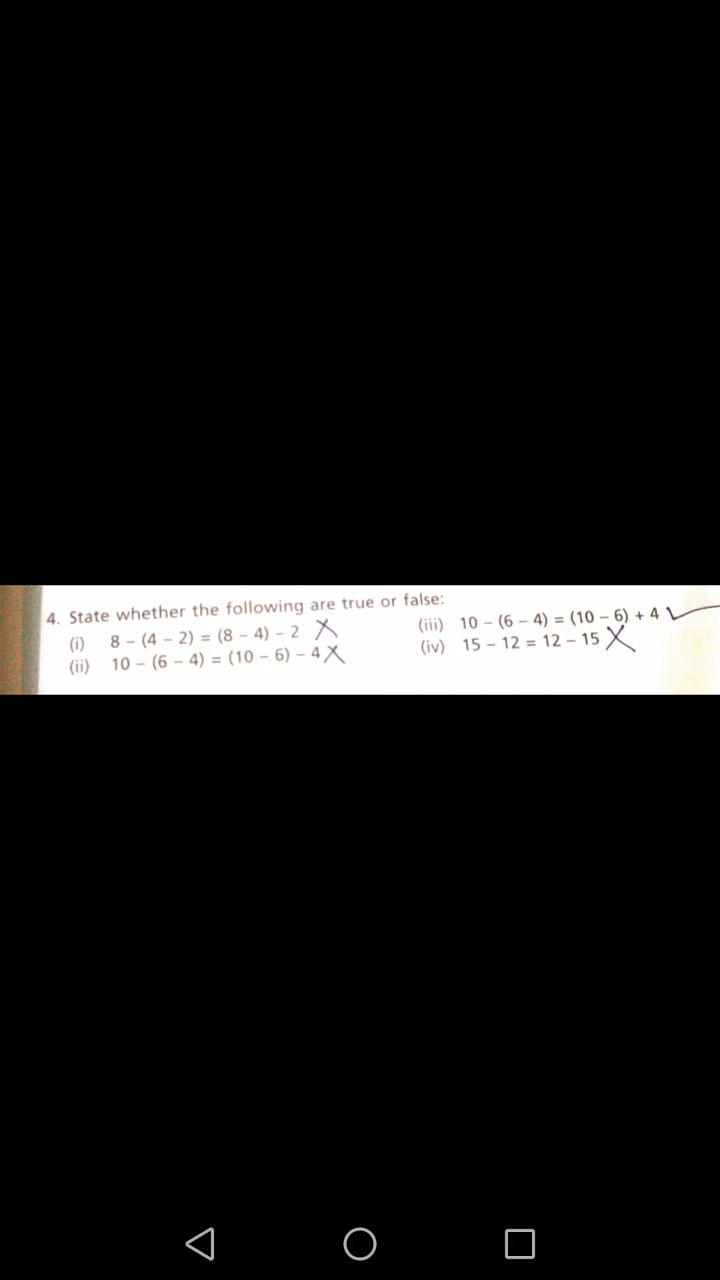 4. State whether the following are true or false:
(i) 8 – (4 – 2) = (8 – 4) – 2 X
(ii) 10 – (6 – 4) = (10 – 6) – 4 X
(iii) 10 – (6 – 4) = (10 – 6) + 4 ✓
(iv) 15 – 12 = 12 – 15 X